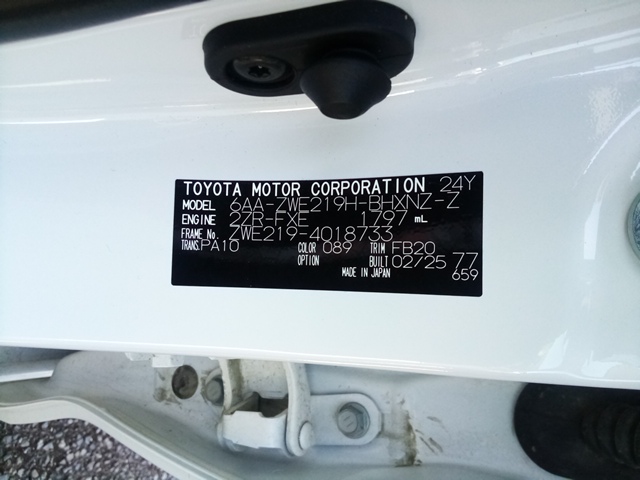 TOYOTA MOTOR CORPORATION 24Y
MODEL 6AA-ZWE219H-BHXNZ-Z
ENGINE 2ZR-FXE 1797 mL
FRAME No. ZWE219-4018733
TRANS. PA10 COLOR 089 TRIM FB20
OPTION BUILT 02/25 77
MADE IN JAPAN 659